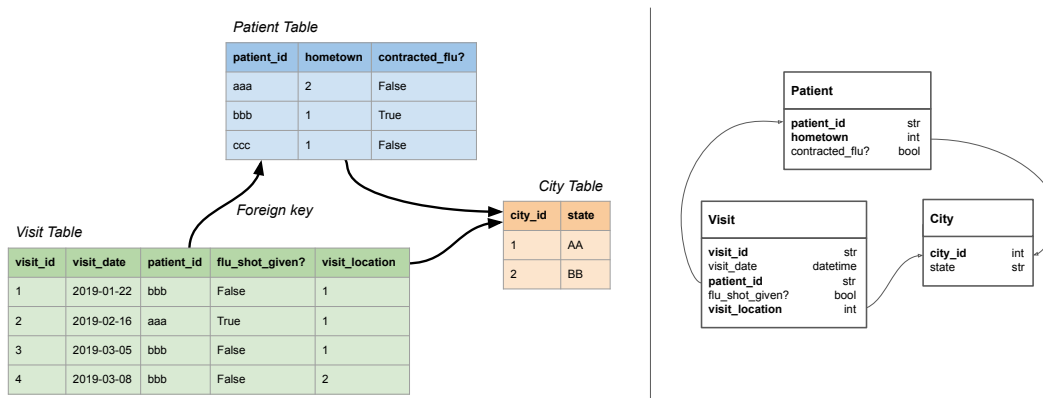 Patient Table
patient_id hometown contracted_flu?
aaa 2 False
bbb 1 True
ccc 1 False
Foreign key
City Table
city_id state
1 AA
2 BB
Visit Table
visit_id visit_date patient_id flu_shot_given? visit_location
1 2019-01-22 bbb False 1
2 2019-02-16 aaa True 1
3 2019-03-05 bbb False 1
4 2019-03-08 bbb False 2
Patient
patient_id str
hometown int
contracted_flu? bool
Visit
visit_id str
visit_date datetime
patient_id str
flu_shot_given? bool
visit_location int
City
city_id int
state str